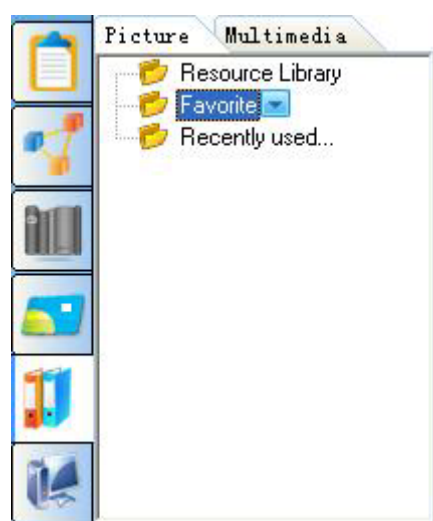 Picture Multimedia
Resource Library
Favorite
Recently used...